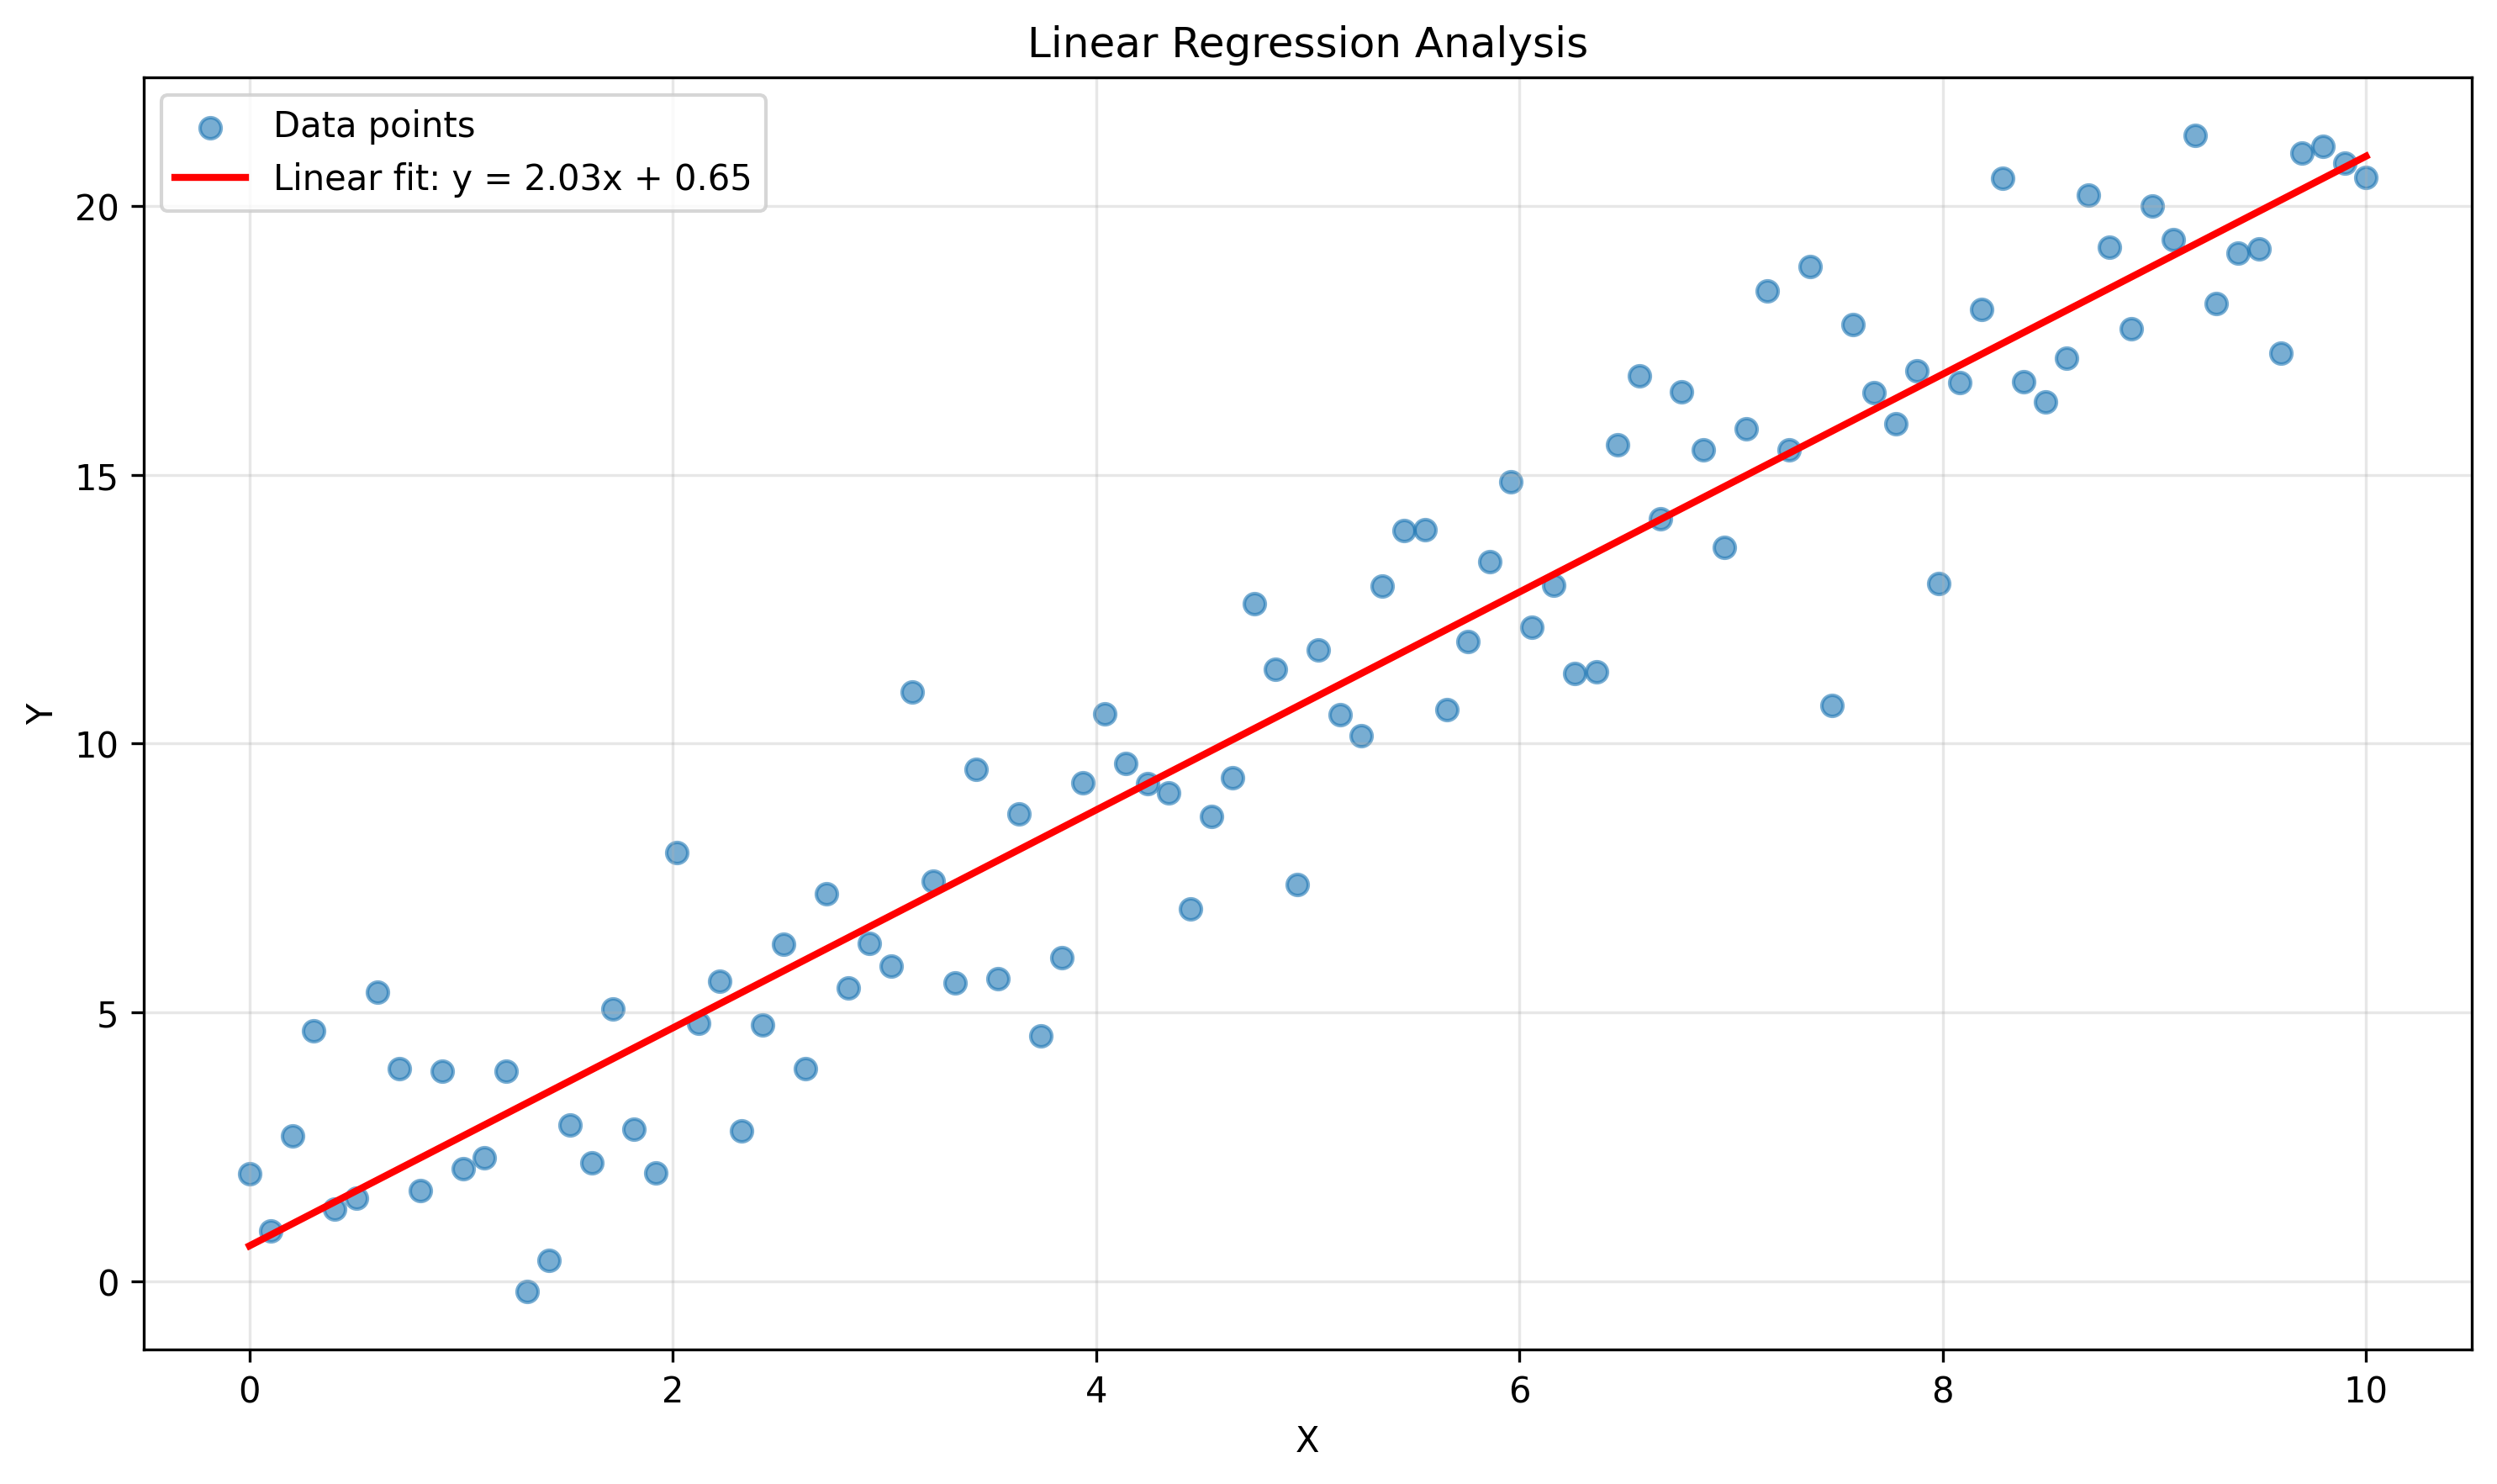 Linear Regression Analysis
Data points
Linear fit: y = 2.03x + 0.65
20
15
10
5
0
Y
0 2 4 6 8 10
X